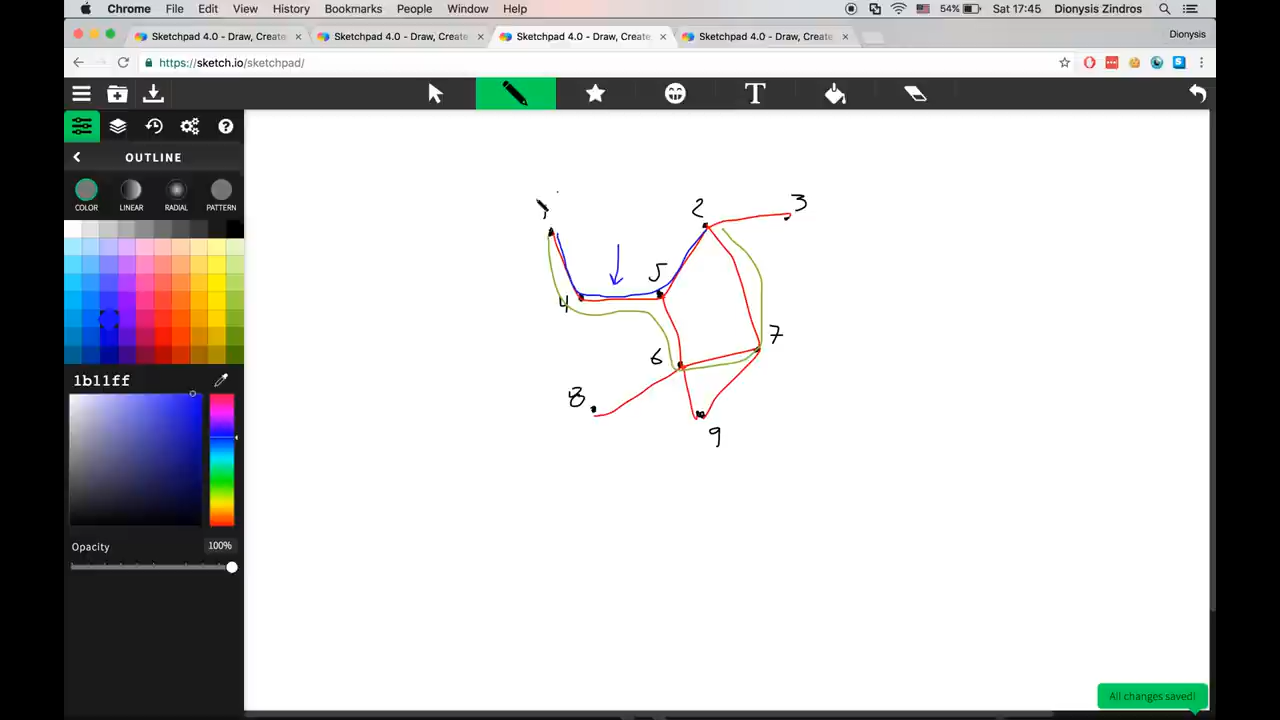 Chrome File Edit View History Bookmarks People Window Help 54% Sat 17:45 Dionysis Zindros
Sketchpad 4.0 - Draw, Create Sketchpad 4.0 - Draw, Create Sketchpad 4.0 - Draw, Create Sketchpad 4.0 - Draw, Create Dionysis
https://sketch.io/sketchpad/
T
OUTLINE
COLOR LINEAR RADIAL PATTERN
1b11ff
Opacity 100%
1
2
3
4
5
6
7
8
9
All changes saved!